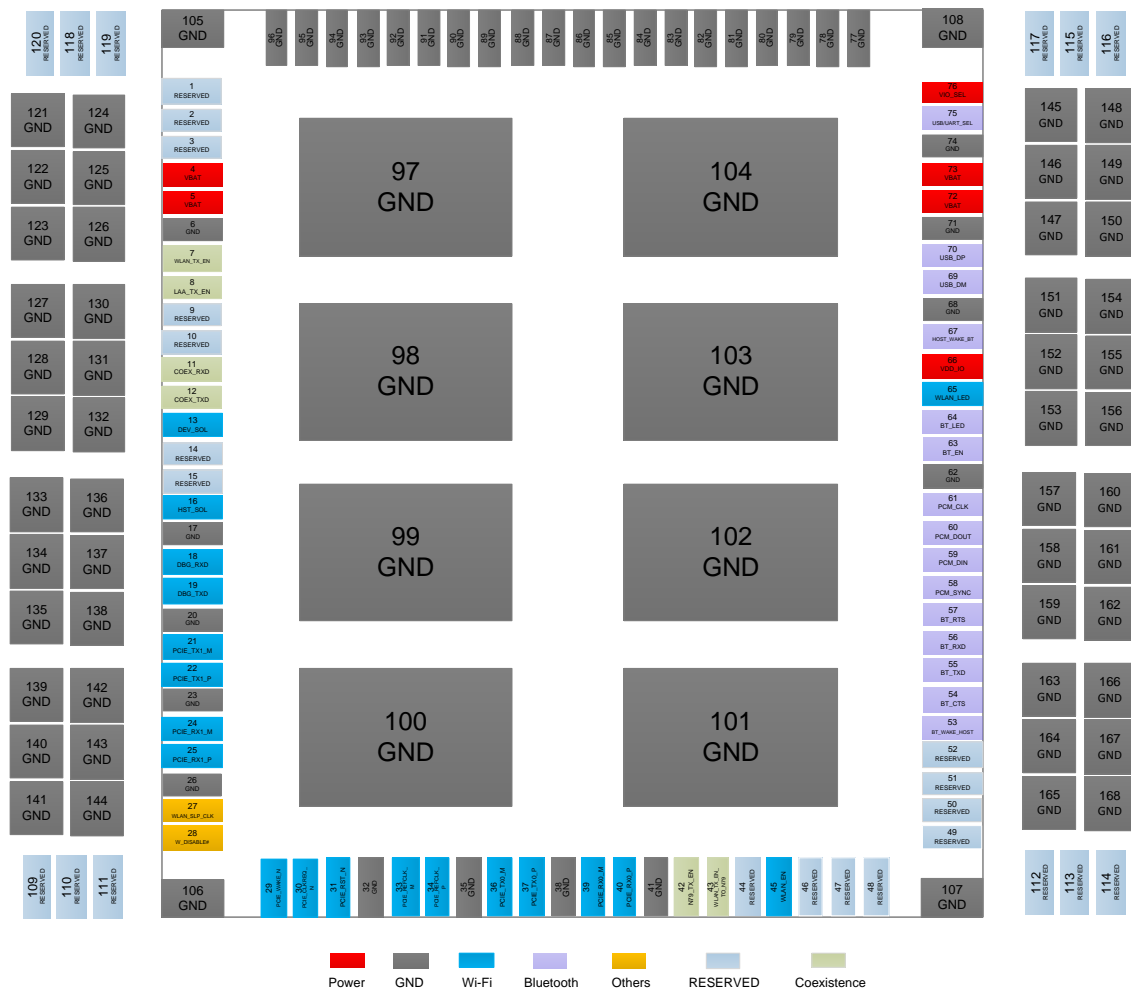 120
RESERVED
118
RESERVED
119
RESERVED
105
GND
96
GND
95
GND
94
GND
93
GND
92
GND
91
GND
90
GND
89
GND
88
GND
87
GND
86
GND
85
GND
84
GND
83
GND
82
GND
81
GND
80
GND
79
GND
78
GND
77
GND
108
GND
117
RESERVED
115
RESERVED
116
RESERVED
121
GND
124
GND
122
GND
125
GND
123
GND
126
GND
127
GND
130
GND
128
GND
131
GND
129
GND
132
GND
133
GND
136
GND
134
GND
137
GND
135
GND
138
GND
139
GND
142
GND
140
GND
143
GND
141
GND
144
GND
109
RESERVED
110
RESERVED
111
RESERVED
1
RESERVED
2
RESERVED
3
RESERVED
4
VBAT
5
VBAT
6
GND
7
WLAN_TX_EN
8
LAA_TX_EN
9
RESERVED
10
RESERVED
11
COEX_RXD
12
COEX_TXD
13
DEV_SOL
14
RESERVED
15
RESERVED
16
HST_SOL
17
GND
18
DBG_RXD
19
DBG_TXD
20
GND
21
PCIE_TX1_M
22
PCIE_TX1_P
23
GND
24
PCIE_RX1_M
25
PCIE_RX1_P
26
GND
27
WLAN_SLP_CLK
28
W_DISABLE#
106
GND
97
GND
104
GND
98
GND
103
GND
99
GND
102
GND
100
GND
101
GND
29
PCIE_WAKE_N
30
PCIE_CLKREQ_
N
31
PCIE_RST_N
32
GND
33
PCIE_REFCLK_
M
34
PCIE_REFCLK_
P
35
GND
36
PCIE_TX0_M
37
PCIE_TX0_P
38
GND
39
PCIE_RX0_M
40
PCIE_RX0_P
41
GND
42
N79_TX_EN
43
WLAN_TX_EN_
TO_N79
44
RESERVED
45
WLAN_EN
46
RESERVED
47
RESERVED
48
RESERVED
76
VIO_SEL
75
USB/UART_SEL
74
GND
73
VBAT
72
VBAT
71
GND
70
USB_DP
69
USB_DM
68
GND
67
HOST_WAKE_BT
66
VDD_IO
65
WLAN_LED
64
BT_LED
63
BT_EN
62
GND
61
PCM_CLK
60
PCM_DOUT
59
PCM_DIN
58
PCM_SYNC
57
BT_RTS
56
BT_RXD
55
BT_TXD
54
BT_CTS
53
BT_WAKE_HOST
52
RESERVED
51
RESERVED
50
RESERVED
49
RESERVED
107
GND
145
GND
148
GND
146
GND
149
GND
147
GND
150
GND
151
GND
154
GND
152
GND
155
GND
153
GND
156
GND
157
GND
160
GND
158
GND
161
GND
159
GND
162
GND
163
GND
166
GND
164
GND
167
GND
165
GND
168
GND
112
RESERVED
113
RESERVED
114
RESERVED
Power
GND
Wi-Fi
Bluetooth
Others
RESERVED
Coexistence